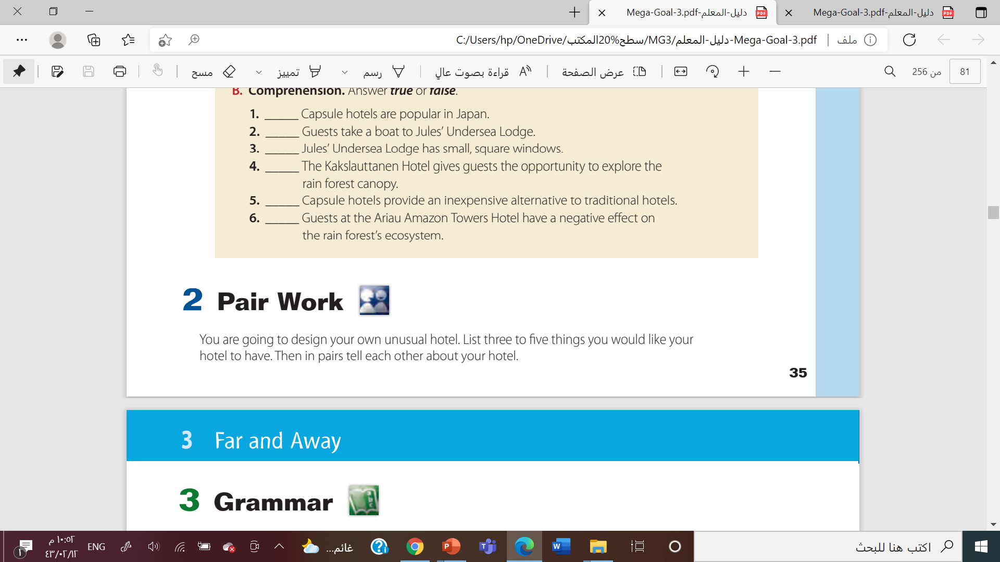 Mega-Goal-3.pdf-دليل-المعلم
Mega-Goal-3.pdf-دليل-المعلم
C:/Users/hp/OneDrive/سطح%20المكتب/MG3/دليل-المعلم-Mega-Goal-3.pdf
ملف
مسح
تمييز
رسم
قراءة بصوت عالٍ
عرض الصفحة
من 256
81
B. Comprehension. Answer true or false.
1. _____ Capsule hotels are popular in Japan.
2. _____ Guests take a boat to Jules’ Undersea Lodge.
3. _____ Jules’ Undersea Lodge has small, square windows.
4. _____ The Kakslauttanen Hotel gives guests the opportunity to explore the
rain forest canopy.
5. _____ Capsule hotels provide an inexpensive alternative to traditional hotels.
6. _____ Guests at the Ariau Amazon Towers Hotel have a negative effect on
the rain forest’s ecosystem.
2 Pair Work
You are going to design your own unusual hotel. List three to five things you would like your
hotel to have. Then in pairs tell each other about your hotel.
35
3 Far and Away
3 Grammar
١٠:٥٢ م
٤٣/٠٢/١٢
ENG
غائم...
اكتب هنا للبحث